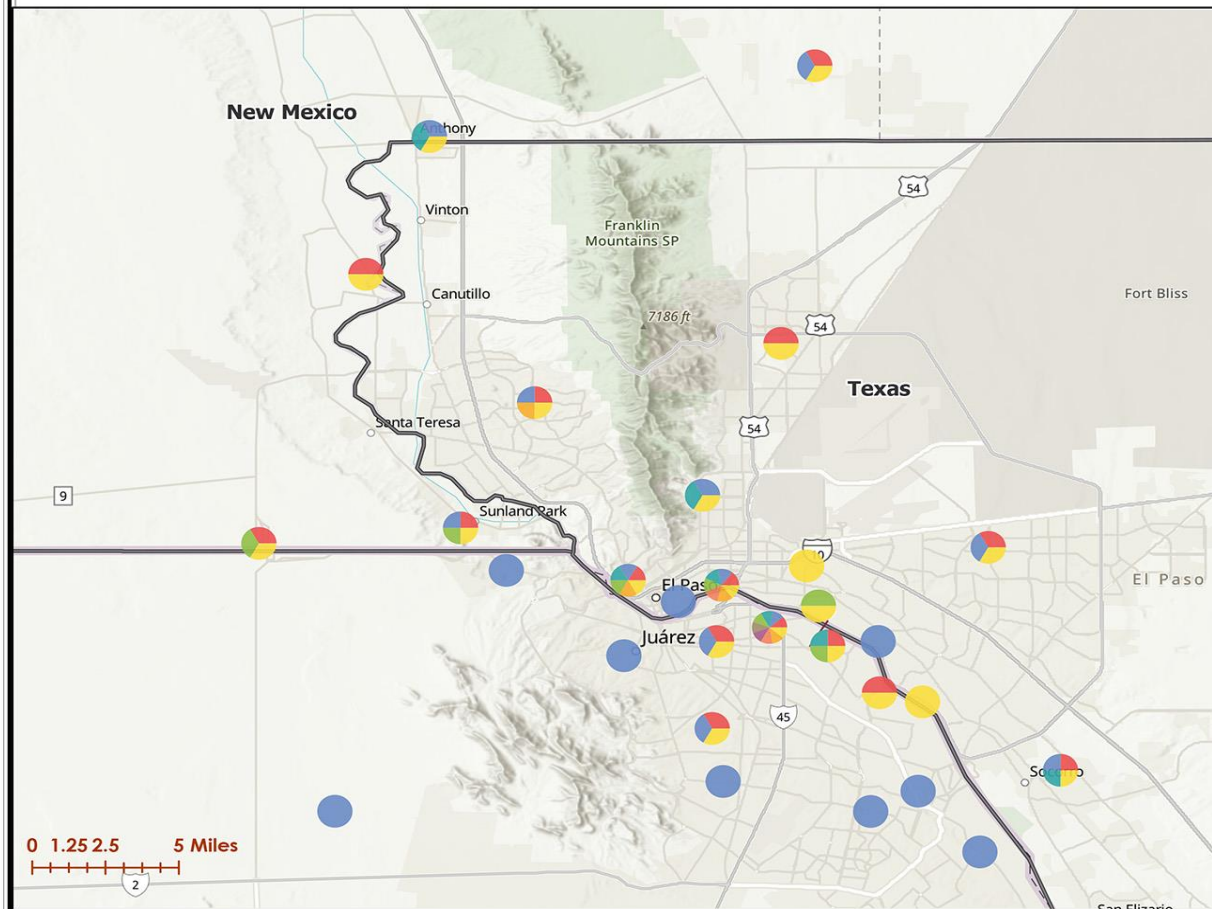 New Mexico
Anthony
54
Vinton
Franklin
Mountains SP
Canutillo
Fort Bliss
7186 ft
54
Texas
Santa Teresa
54
9
Sunland Park
10
El Paso
El Paso
Juárez
45
Socorro
0 1.25 2.5 5 Miles
2
San Elizario